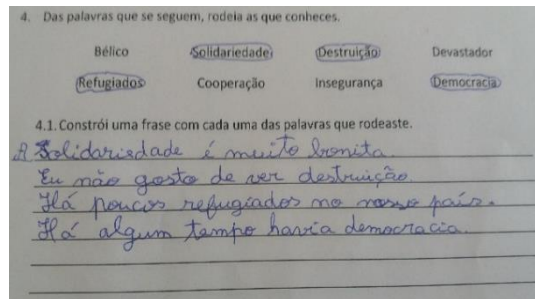 4. Das palavras que se seguem, rodeia as que conheces.
Bélico Solidariedade Destruição Devastador
Refugiados Cooperação Insegurança Democracia
4.1. Constrói uma frase com cada uma das palavras que rodeaste.
A Solidariedade é muito bonita.
Eu não gosto de ver destruição.
Há poucos refugiados no nosso país.
Há algum tempo havia democracia.